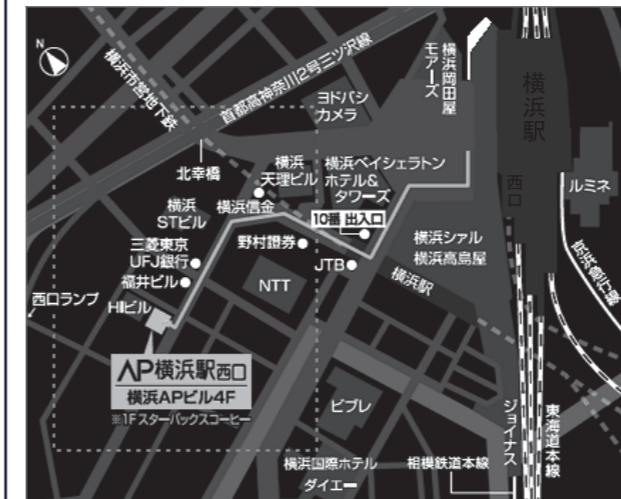 N
横浜市営地下鉄
首都高神奈川2号三ツ沢線
横浜岡田屋
モアーズ
横浜駅
ヨドバシ
カメラ
北幸橋
横浜
天理ビル
横浜ベイシェラトン
ホテル&
タワーズ
西口
ルミネ
横浜
STビル
横浜信金
10番 出入口
三菱東京
UFJ銀行
野村證券
横浜シャル
横浜高島屋
京浜急行線
福井ビル
JTB
NTT
横浜駅
西口ランプ
HIビル
AP横浜駅西口
横浜APビル4F
※1Fスターバックスコーヒー
ビブレ
ジョイナス
東海道本線
横浜国際ホテル
相模鉄道本線
ダイエー